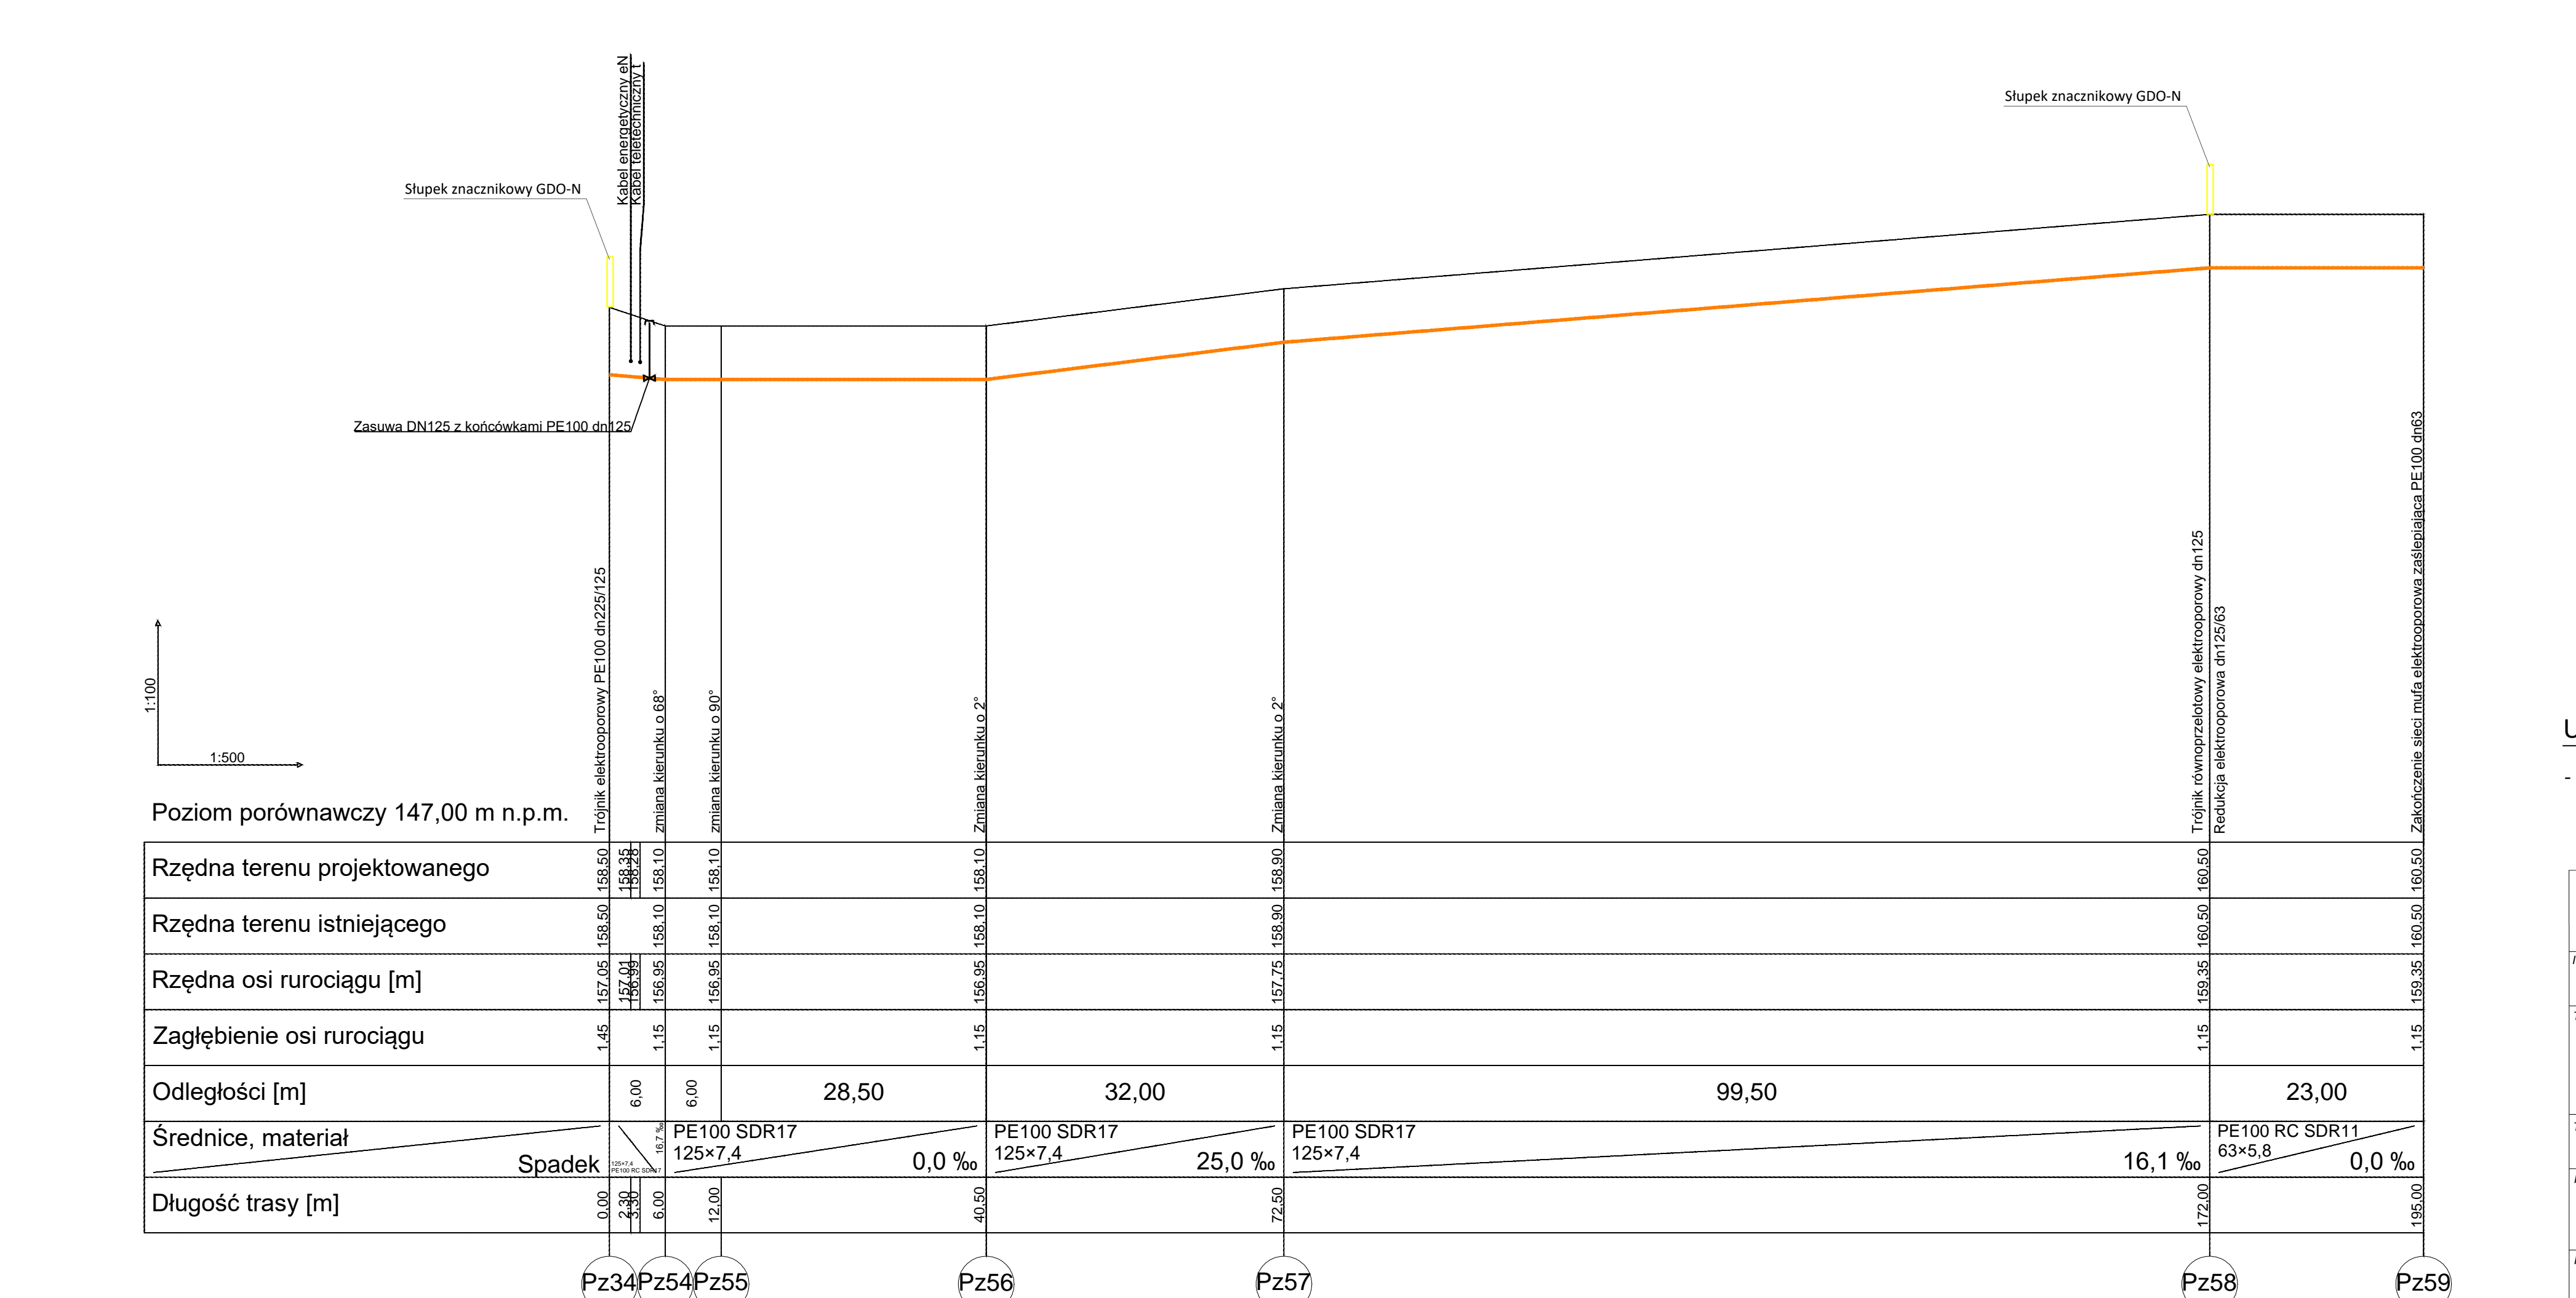 Kabel energetyczny eN
Kabel teletechniczny t
Słupek znacznikowy GDO-N
Słupek znacznikowy GDO-N
Zasuwa DN125 z końcówkami PE100 dn125
Trójnik elektrooporowy PE100 dn225/125
zmiana kierunku o 68°
zmiana kierunku o 90°
Zmiana kierunku o 2°
Zmiana kierunku o 2°
Trójnik równoprzelotowy elektrooporowy dn125
Redukcja elektrooporowa dn125/63
Zakończenie sieci mufa elektrooporowa zaślepiająca PE100 dn63
1:100
1:500
U
-
Poziom porównawczy 147,00 m n.p.m.
Rzędna terenu projektowanego 158,50 158,35 158,28 158,10 158,10 158,10 158,90 160,50 160,50
Rzędna terenu istniejącego 158,50 158,10 158,10 158,10 158,90 160,50 160,50
Rzędna osi rurociągu [m] 157,05 157,01 156,99 156,95 156,95 156,95 157,75 159,35 159,35
Zagłębienie osi rurociągu 1,45 1,15 1,15 1,15 1,15 1,15 1,15
Odległości [m] 6,00 6,00 28,50 32,00 99,50 23,00
Średnice, materiał
Spadek
125×7,4
PE100 RC SDR17
16,7 ‰
PE100 SDR17
125×7,4
0,0 ‰
PE100 SDR17
125×7,4
25,0 ‰
PE100 SDR17
125×7,4
16,1 ‰
PE100 RC SDR11
63×5,8
0,0 ‰
Długość trasy [m] 0,00 2,30 3,30 6,00 12,00 40,50 72,50 172,00 195,00
Pz34 Pz54 Pz55 Pz56 Pz57 Pz58 Pz59